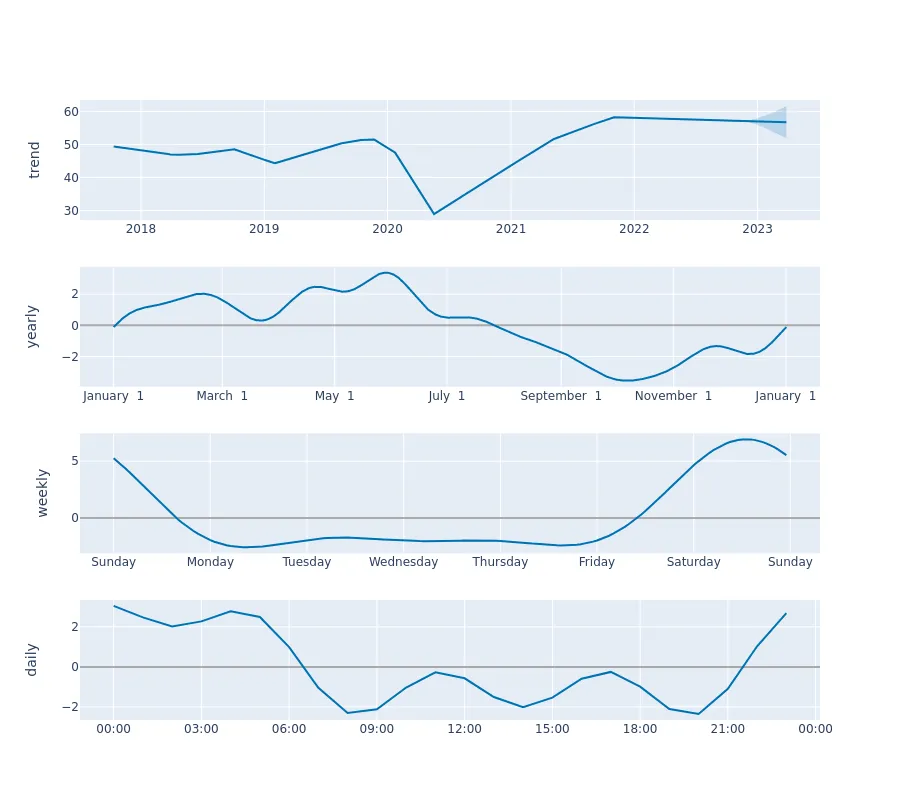 trend
60
50
40
30
2018 2019 2020 2021 2022 2023
yearly
2
0
−2
January 1 March 1 May 1 July 1 September 1 November 1 January 1
weekly
5
0
Sunday Monday Tuesday Wednesday Thursday Friday Saturday Sunday
daily
2
0
−2
00:00 03:00 06:00 09:00 12:00 15:00 18:00 21:00 00:00